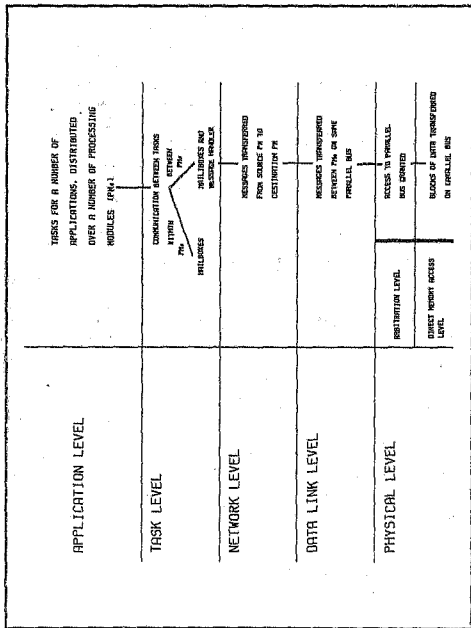 APPLICATION LEVEL
TASKS FOR A NUMBER OF
APPLICATIONS, DISTRIBUTED
OVER A NUMBER OF PROCESSING
MODULES (PMs)
TASK LEVEL
COMMUNICATION BETWEEN TASKS
WITHIN
PMs
BETWEEN
PMs
MAILBOXES
MAILBOXES AND
MESSAGE HANDLER
NETWORK LEVEL
MESSAGES TRANSFERRED
FROM SOURCE PM TO
DESTINATION PM
DATA LINK LEVEL
MESSAGES TRANSFERRED
BETWEEN PMs ON SAME
PARALLEL BUS
PHYSICAL LEVEL
ARBITRATION LEVEL
ACCESS TO PARALLEL
BUS GRANTED
DIRECT MEMORY ACCESS
LEVEL
BLOCKS OF DATA TRANSFERRED
ON PARALLEL BUS